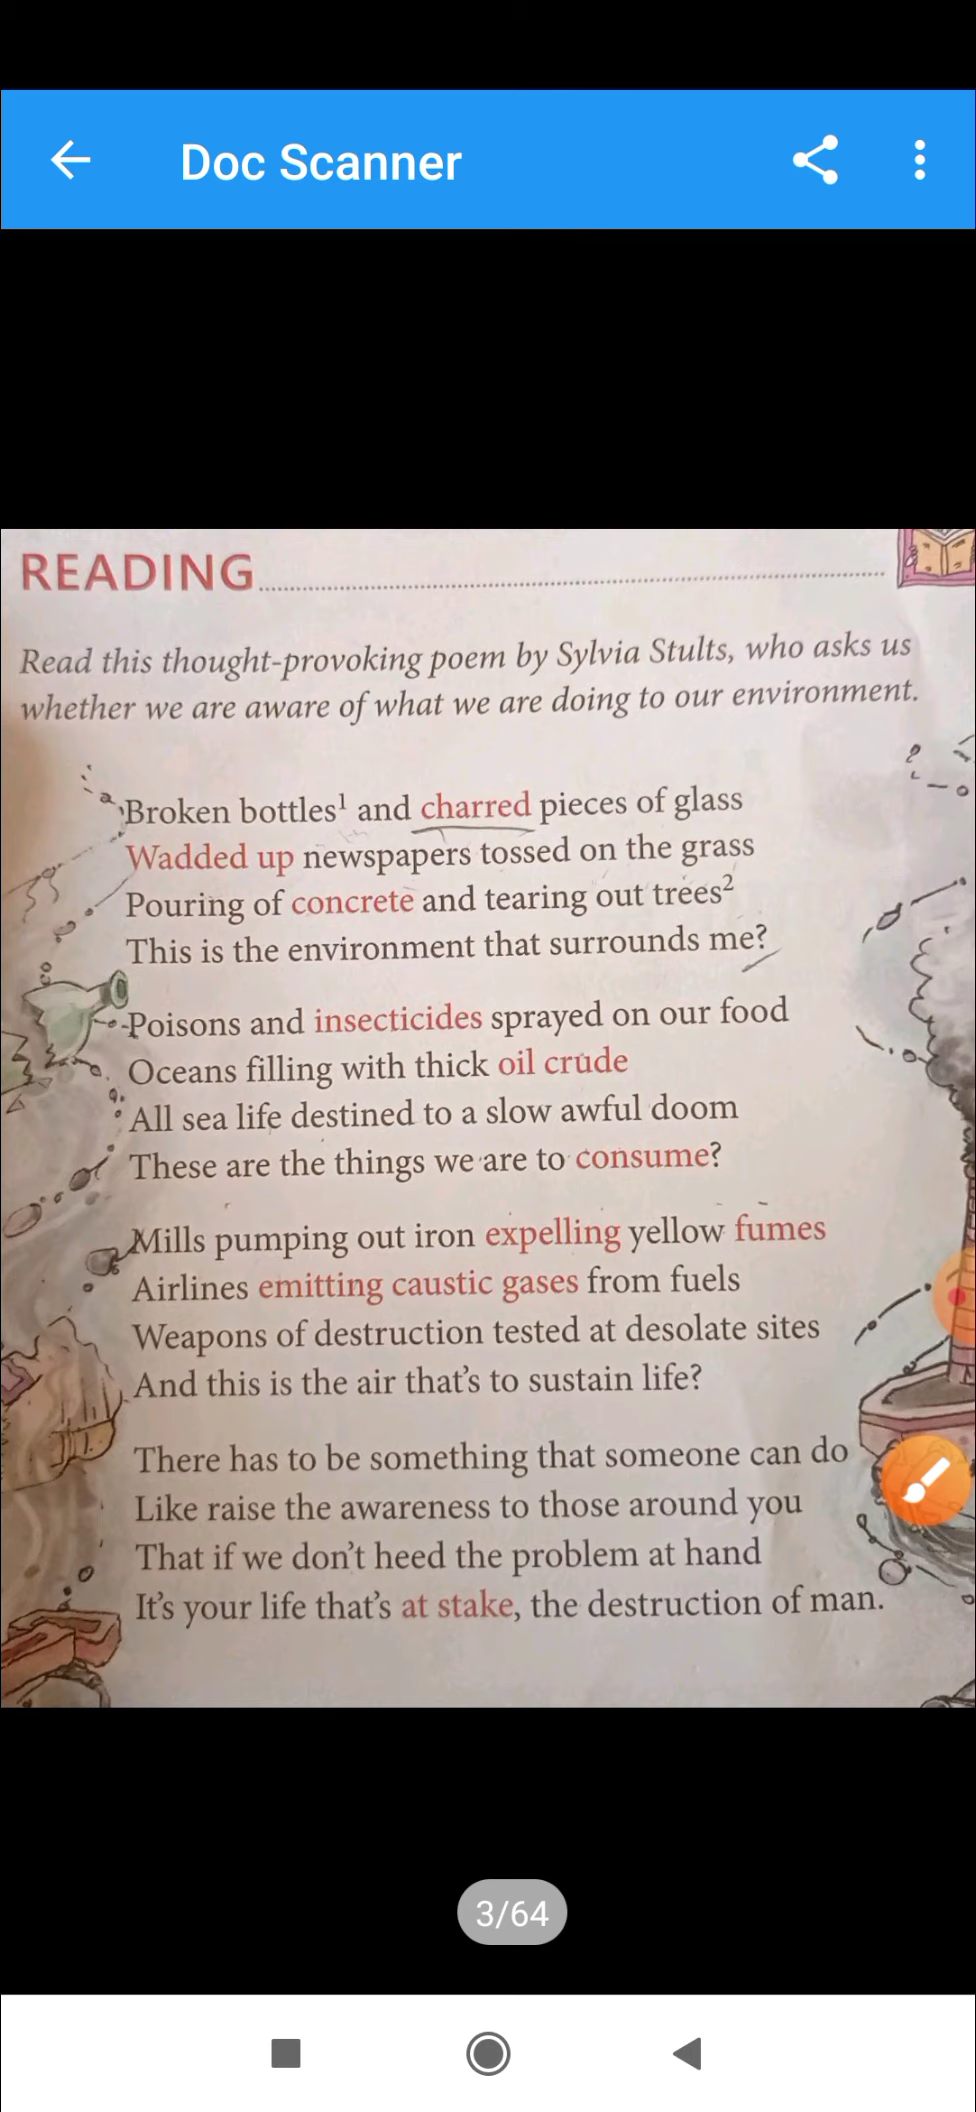 Doc Scanner
READING
Read this thought-provoking poem by Sylvia Stults, who asks us
whether we are aware of what we are doing to our environment.
Broken bottles¹ and charred pieces of glass
Wadded up newspapers tossed on the grass
Pouring of concrete and tearing out trees²
This is the environment that surrounds me?
Poisons and insecticides sprayed on our food
Oceans filling with thick oil crude
All sea life destined to a slow awful doom
These are the things we are to consume?
Mills pumping out iron expelling yellow fumes
Airlines emitting caustic gases from fuels
Weapons of destruction tested at desolate sites
And this is the air that's to sustain life?
There has to be something that someone can do
Like raise the awareness to those around you
That if we don't heed the problem at hand
It's your life that's at stake, the destruction of man.
3/64